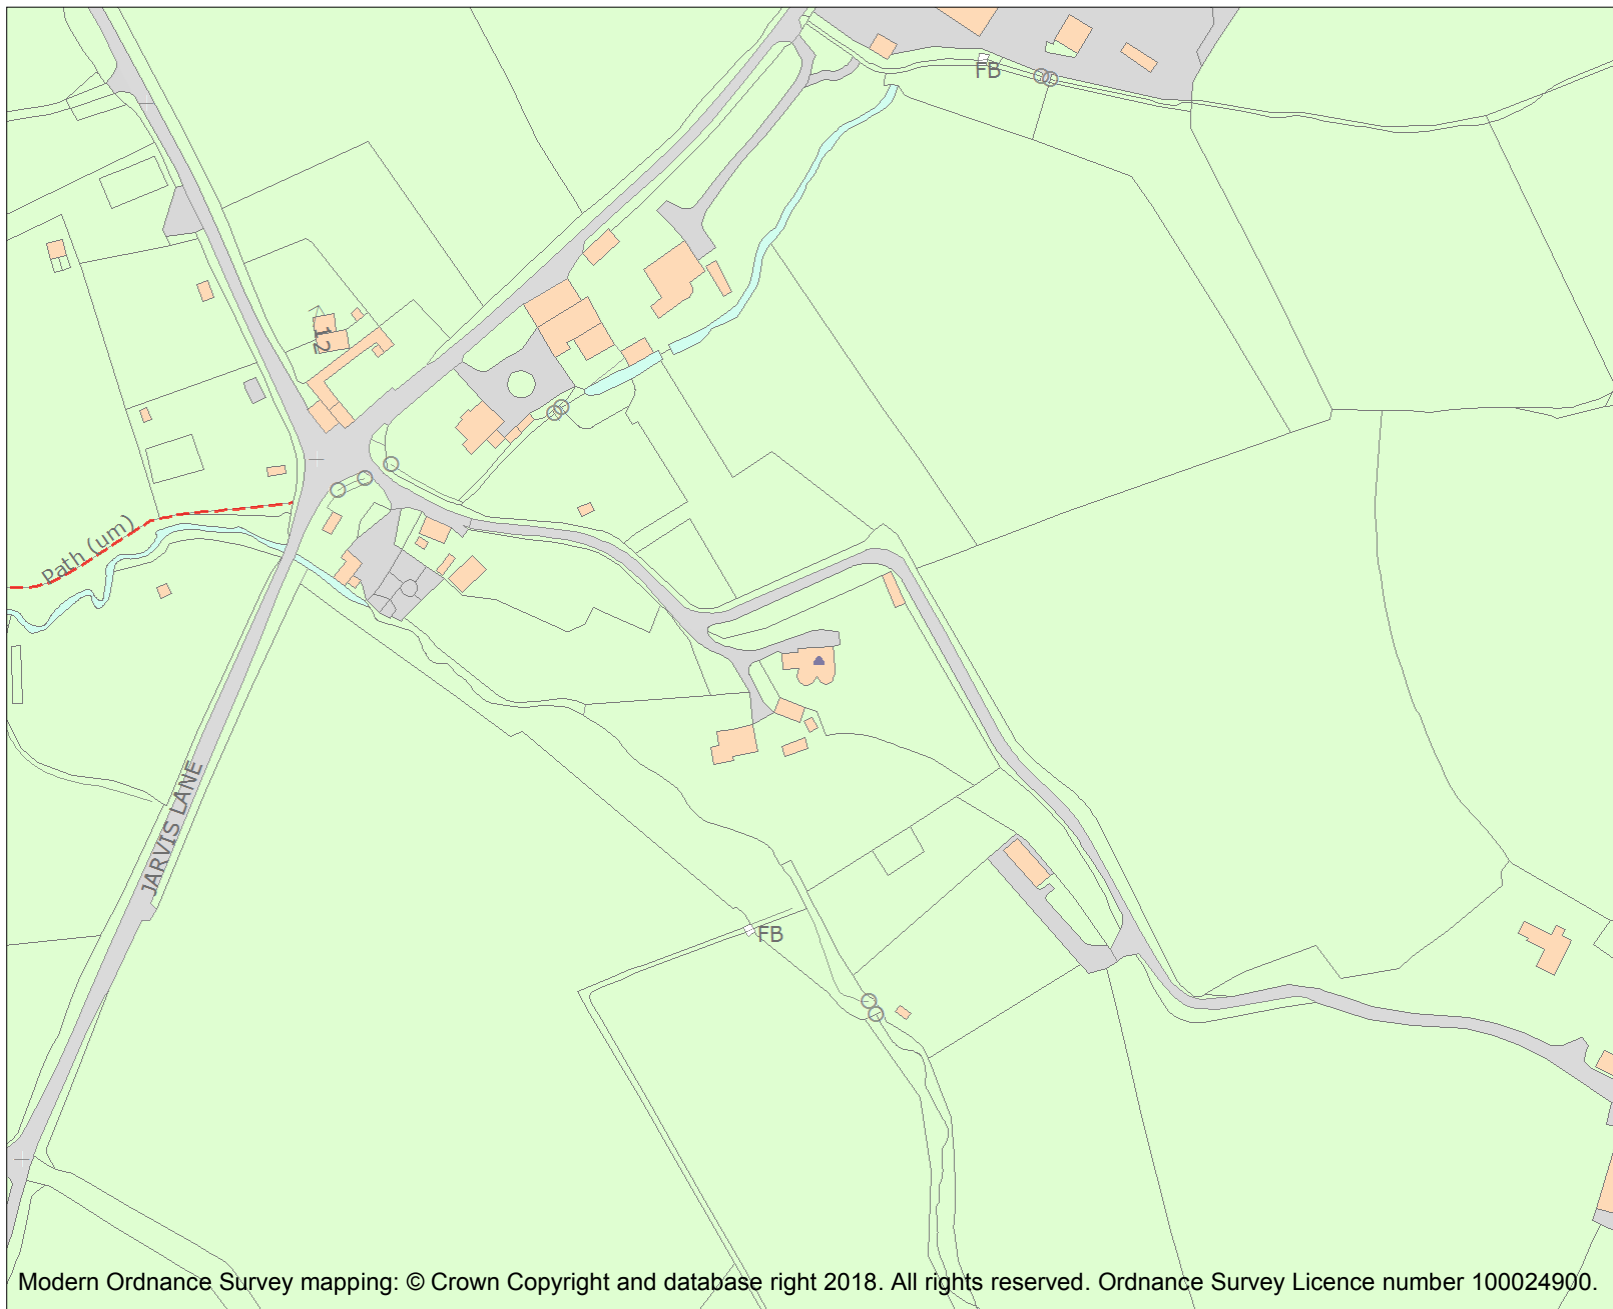 FB
12
Path (um)
JARVIS LANE
FB
Modern Ordnance Survey mapping: © Crown Copyright and database right 2018. All rights reserved. Ordnance Survey Licence number 100024900.